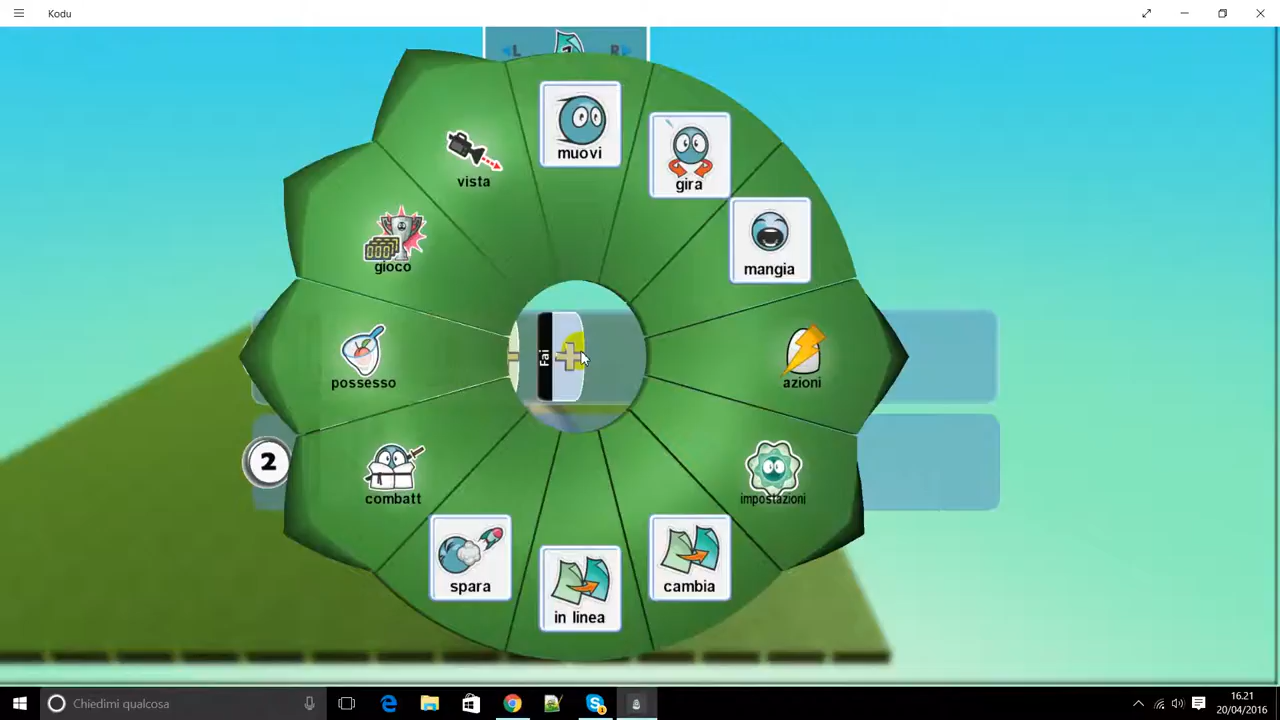 Kodu
L R
muovi
gira
vista
mangia
gioco
Fai
possesso
azioni
2
combatt
impostazioni
spara
in linea
cambia
Chiedimi qualcosa
16.21
20/04/2016